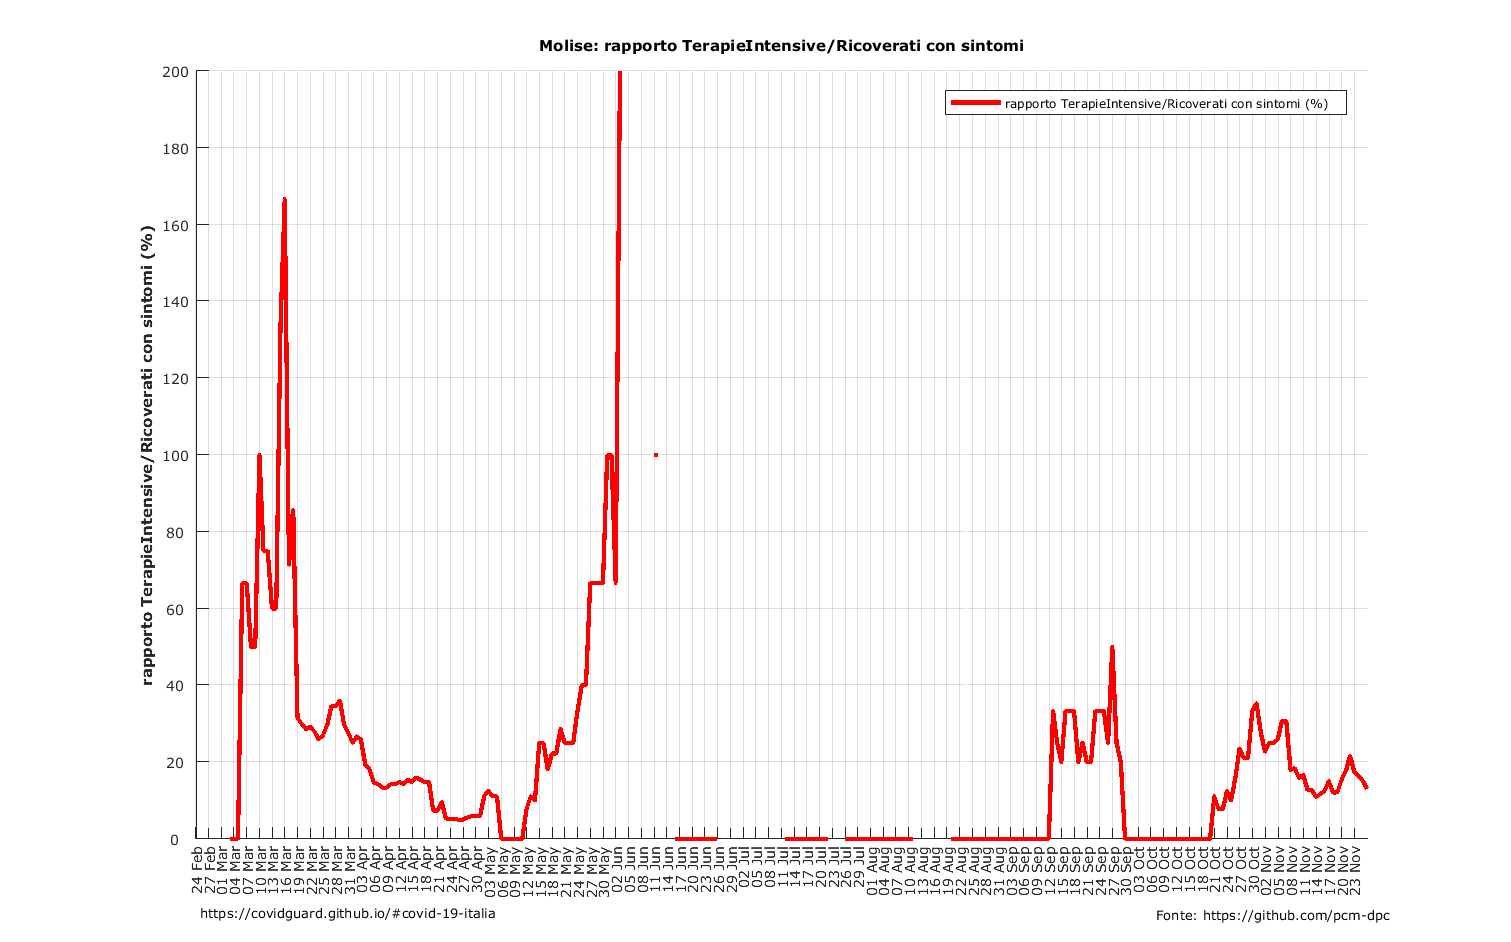 Molise: rapporto TerapieIntensive/Ricoverati con sintomi
rapporto TerapieIntensive/Ricoverati con sintomi (%)
rapporto TerapieIntensive/Ricoverati con sintomi (%)
200
180
160
140
120
100
80
60
40
20
0
24 Feb
27 Feb
01 Mar
04 Mar
07 Mar
10 Mar
13 Mar
16 Mar
19 Mar
22 Mar
25 Mar
28 Mar
31 Mar
03 Apr
06 Apr
09 Apr
12 Apr
15 Apr
18 Apr
21 Apr
24 Apr
27 Apr
30 Apr
03 May
06 May
09 May
12 May
15 May
18 May
21 May
24 May
27 May
30 May
02 Jun
05 Jun
08 Jun
11 Jun
14 Jun
17 Jun
20 Jun
23 Jun
26 Jun
29 Jun
02 Jul
05 Jul
08 Jul
11 Jul
14 Jul
17 Jul
20 Jul
23 Jul
26 Jul
29 Jul
01 Aug
04 Aug
07 Aug
10 Aug
13 Aug
16 Aug
19 Aug
22 Aug
25 Aug
28 Aug
31 Aug
03 Sep
06 Sep
09 Sep
12 Sep
15 Sep
18 Sep
21 Sep
24 Sep
27 Sep
30 Sep
03 Oct
06 Oct
09 Oct
12 Oct
15 Oct
18 Oct
21 Oct
24 Oct
27 Oct
30 Oct
02 Nov
05 Nov
08 Nov
11 Nov
14 Nov
17 Nov
20 Nov
23 Nov
https://covidguard.github.io/#covid-19-italia
Fonte: https://github.com/pcm-dpc